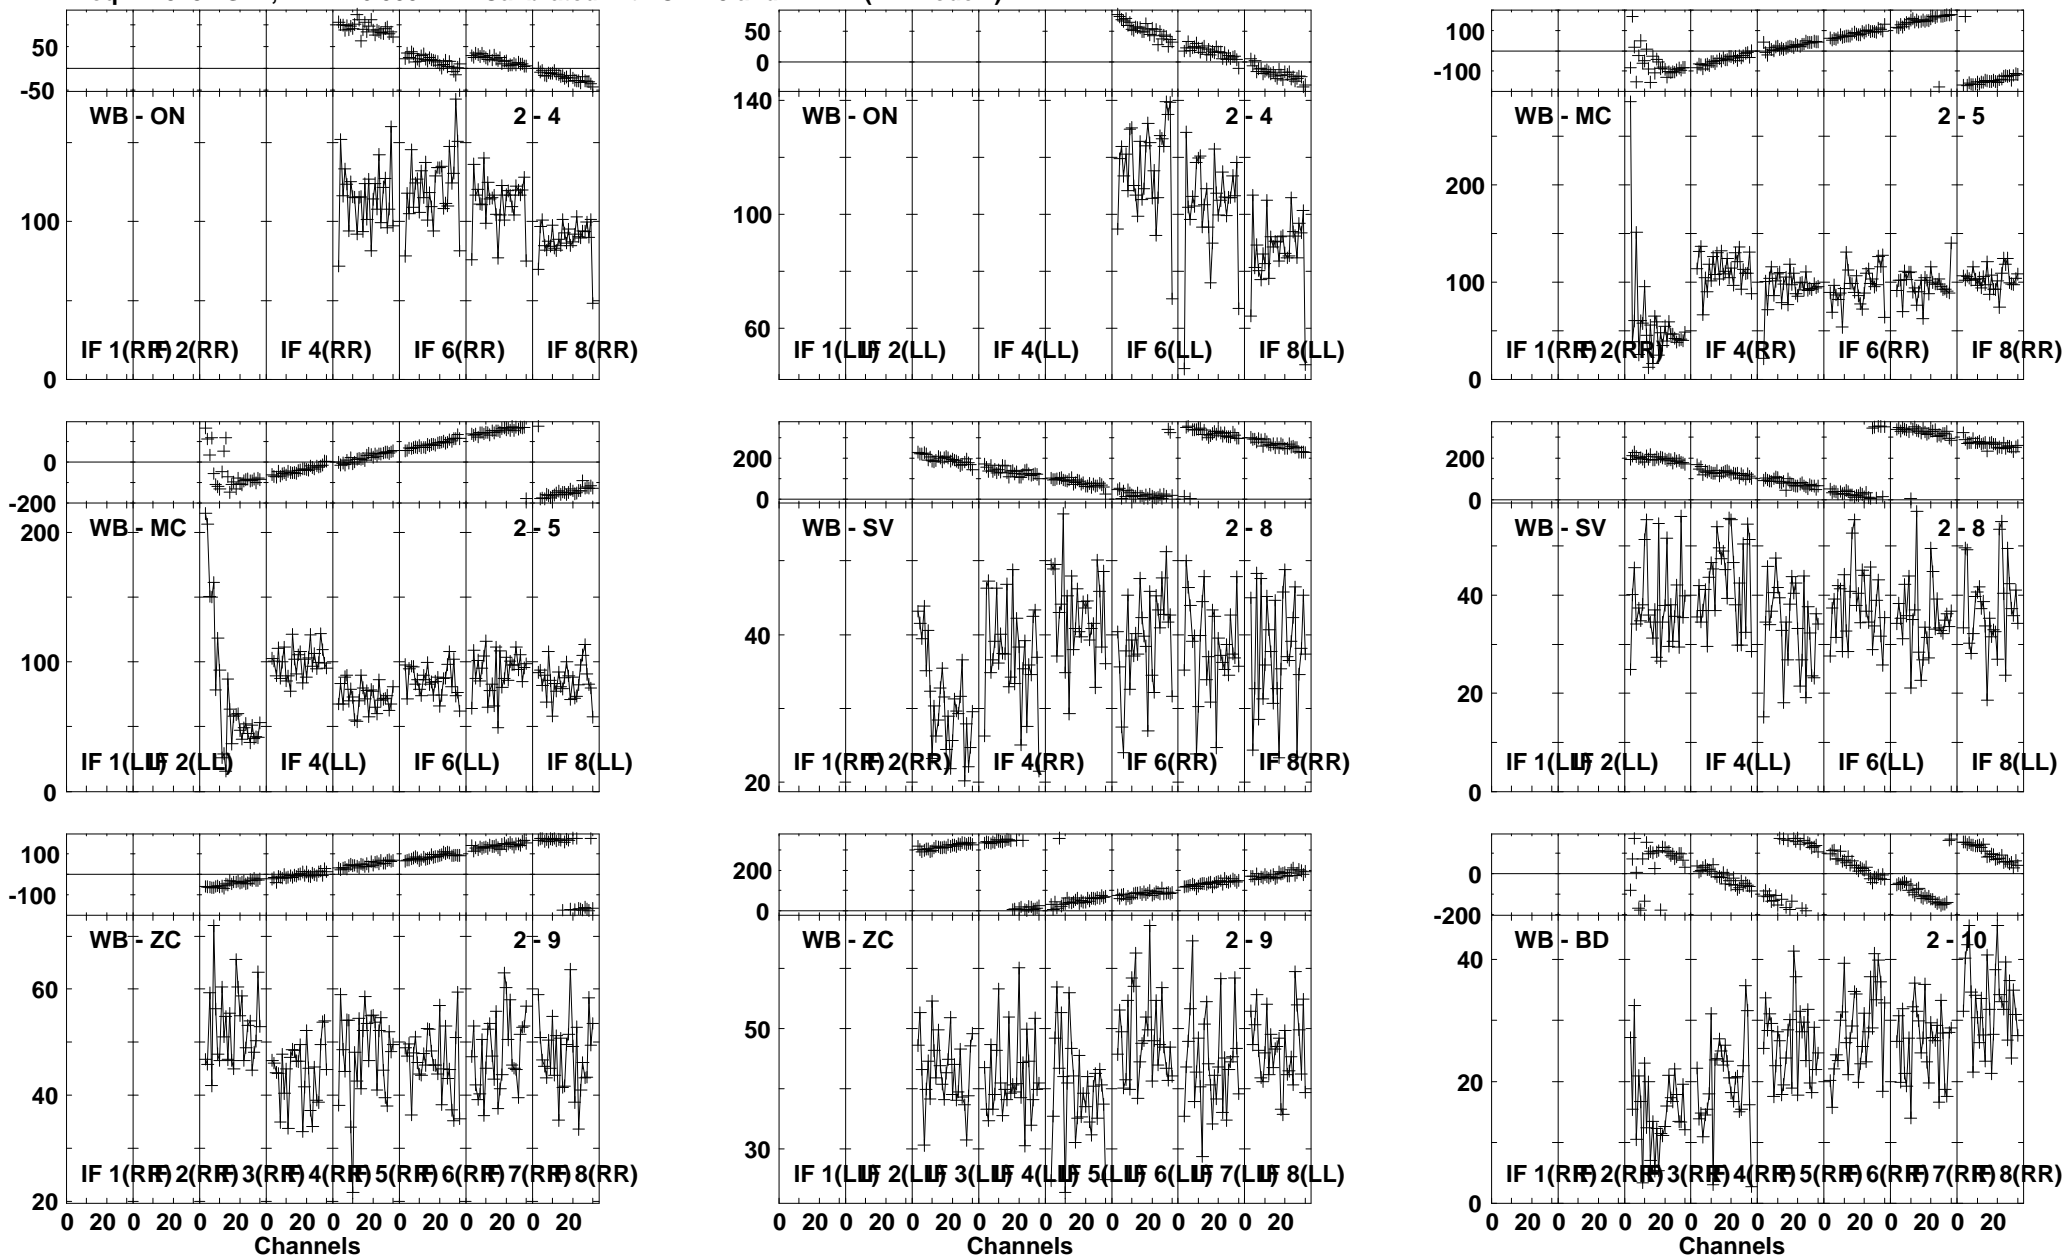 50
0
-50
WB - ON 2 - 4
100
0
IF 1(RR) IF 2(RR) IF 4(RR) IF 6(RR) IF 8(RR)
50
0
140
WB - ON 2 - 4
100
60
IF 1(LL) IF 2(LL) IF 4(LL) IF 6(LL) IF 8(LL)
100
-100
WB - MC 2 - 5
200
100
0
IF 1(RR) IF 2(RR) IF 4(RR) IF 6(RR) IF 8(RR)
0
-200
200
WB - MC 2 - 5
100
0
IF 1(LL) IF 2(LL) IF 4(LL) IF 6(LL) IF 8(LL)
200
0
WB - SV 2 - 8
40
20
IF 1(RR) IF 2(RR) IF 4(RR) IF 6(RR) IF 8(RR)
200
0
WB - SV 2 - 8
40
20
0
IF 1(LL) IF 2(LL) IF 4(LL) IF 6(LL) IF 8(LL)
100
-100
WB - ZC 2 - 9
60
40
20
IF 1(RR) IF 2(RR) IF 3(RR) IF 4(RR) IF 5(RR) IF 6(RR) IF 7(RR) IF 8(RR)
0 20 0 20 0 20 0 20 0 20 0 20 0 20 0 20
Channels
200
0
WB - ZC 2 - 9
50
30
IF 1(LL) IF 2(LL) IF 3(LL) IF 4(LL) IF 5(LL) IF 6(LL) IF 7(LL) IF 8(LL)
0 20 0 20 0 20 0 20 0 20 0 20 0 20 0 20
Channels
0
-200
WB - BD 2 - 10
40
20
0
IF 1(RR) IF 2(RR) IF 3(RR) IF 4(RR) IF 5(RR) IF 6(RR) IF 7(RR) IF 8(RR)
0 20 0 20 0 20 0 20 0 20 0 20 0 20 0 20
Channels